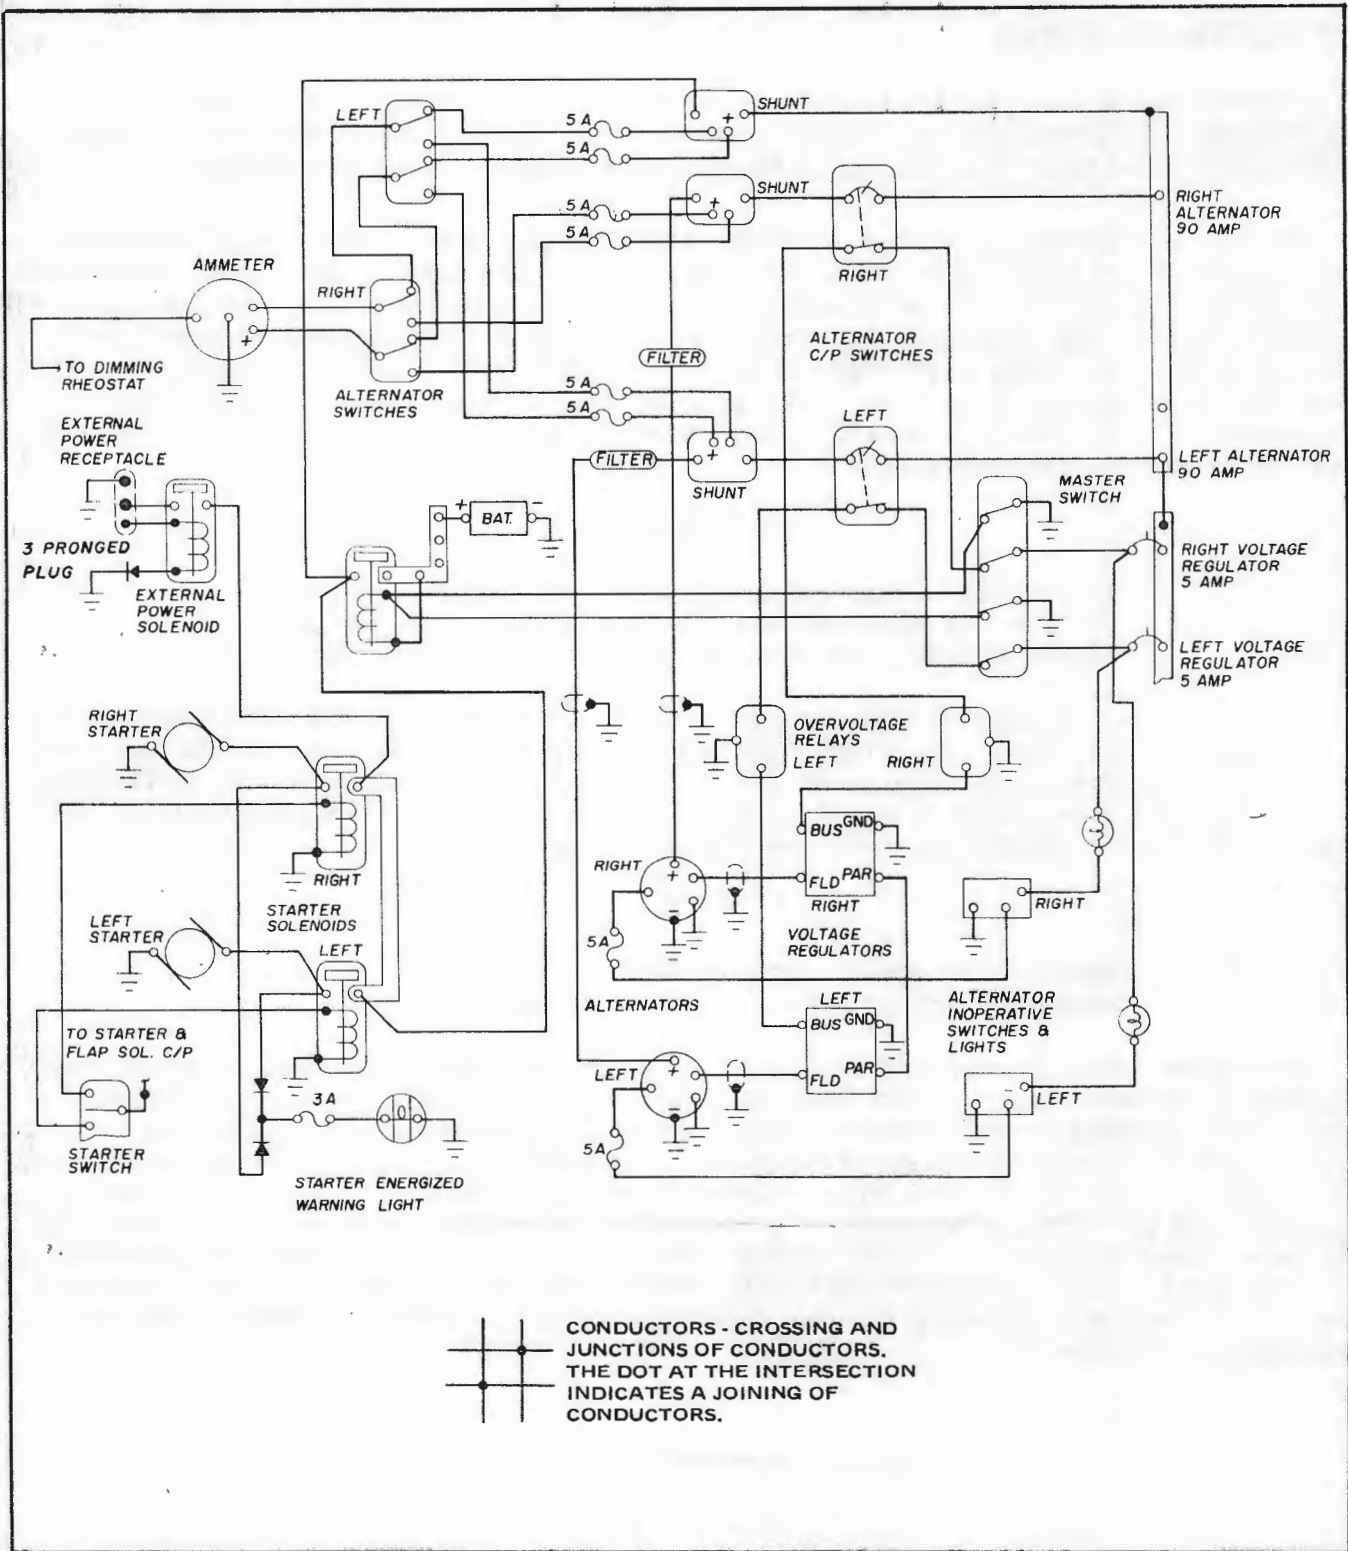 LEFT
5 A
5 A
SHUNT
+
5 A
5 A
SHUNT
+
RIGHT
RIGHT
ALTERNATOR
90 AMP
AMMETER
+
TO DIMMING
RHEOSTAT
RIGHT
ALTERNATOR
SWITCHES
FILTER
ALTERNATOR
C/P SWITCHES
5 A
5 A
LEFT
FILTER
+
SHUNT
LEFT ALTERNATOR
90 AMP
MASTER
SWITCH
EXTERNAL
POWER
RECEPTACLE
3 PRONGED
PLUG
EXTERNAL
POWER
SOLENOID
+
BAT.
-
RIGHT VOLTAGE
REGULATOR
5 AMP
LEFT VOLTAGE
REGULATOR
5 AMP
RIGHT
STARTER
OVERVOLTAGE
RELAYS
LEFT
RIGHT
RIGHT
STARTER
SOLENOIDS
LEFT
STARTER
LEFT
BUS
GND
FLD
PAR
RIGHT
RIGHT
+
-
5A
VOLTAGE
REGULATORS
RIGHT
ALTERNATORS
LEFT
BUS
GND
FLD
PAR
LEFT
+
-
5A
ALTERNATOR
INOPERATIVE
SWITCHES &
LIGHTS
LEFT
TO STARTER &
FLAP SOL. C/P
STARTER
SWITCH
3A
STARTER ENERGIZED
WARNING LIGHT
CONDUCTORS - CROSSING AND
JUNCTIONS OF CONDUCTORS.
THE DOT AT THE INTERSECTION
INDICATES A JOINING OF
CONDUCTORS.